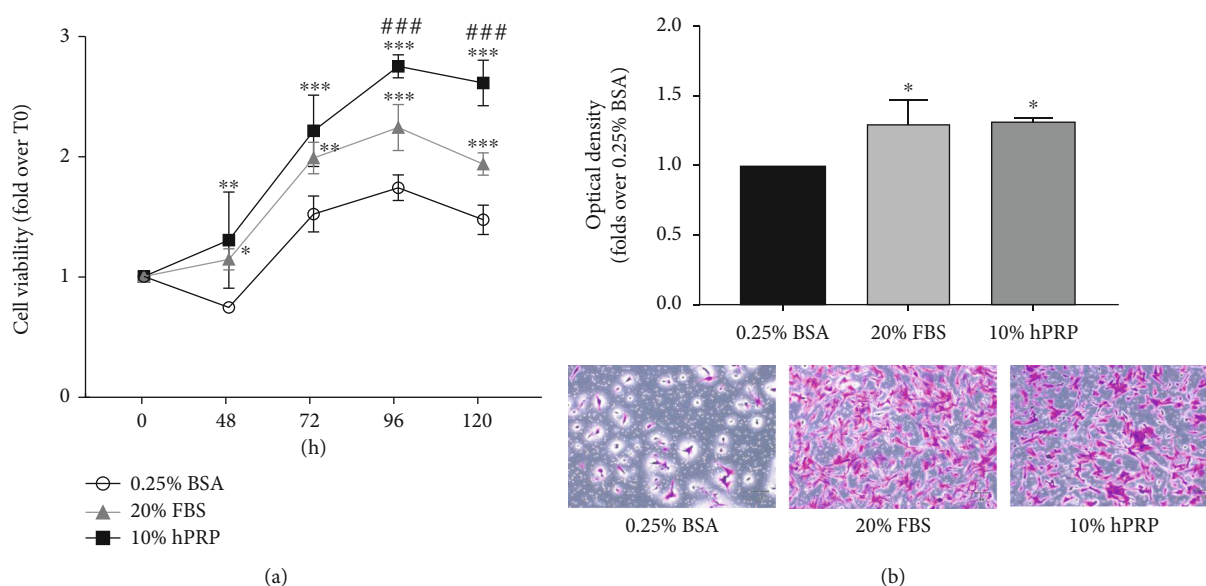 3
2
1
0
Cell viability (fold over T0)
###
***
###
***
***
***
**
**
***
*
0
48
72
96
120
(h)
0.25% BSA
20% FBS
10% hPRP
(a)
2.0
1.5
1.0
0.5
0.0
Optical density
(folds over 0.25% BSA)
*
*
0.25% BSA
20% FBS
10% hPRP
0.25% BSA
20% FBS
10% hPRP
(b)